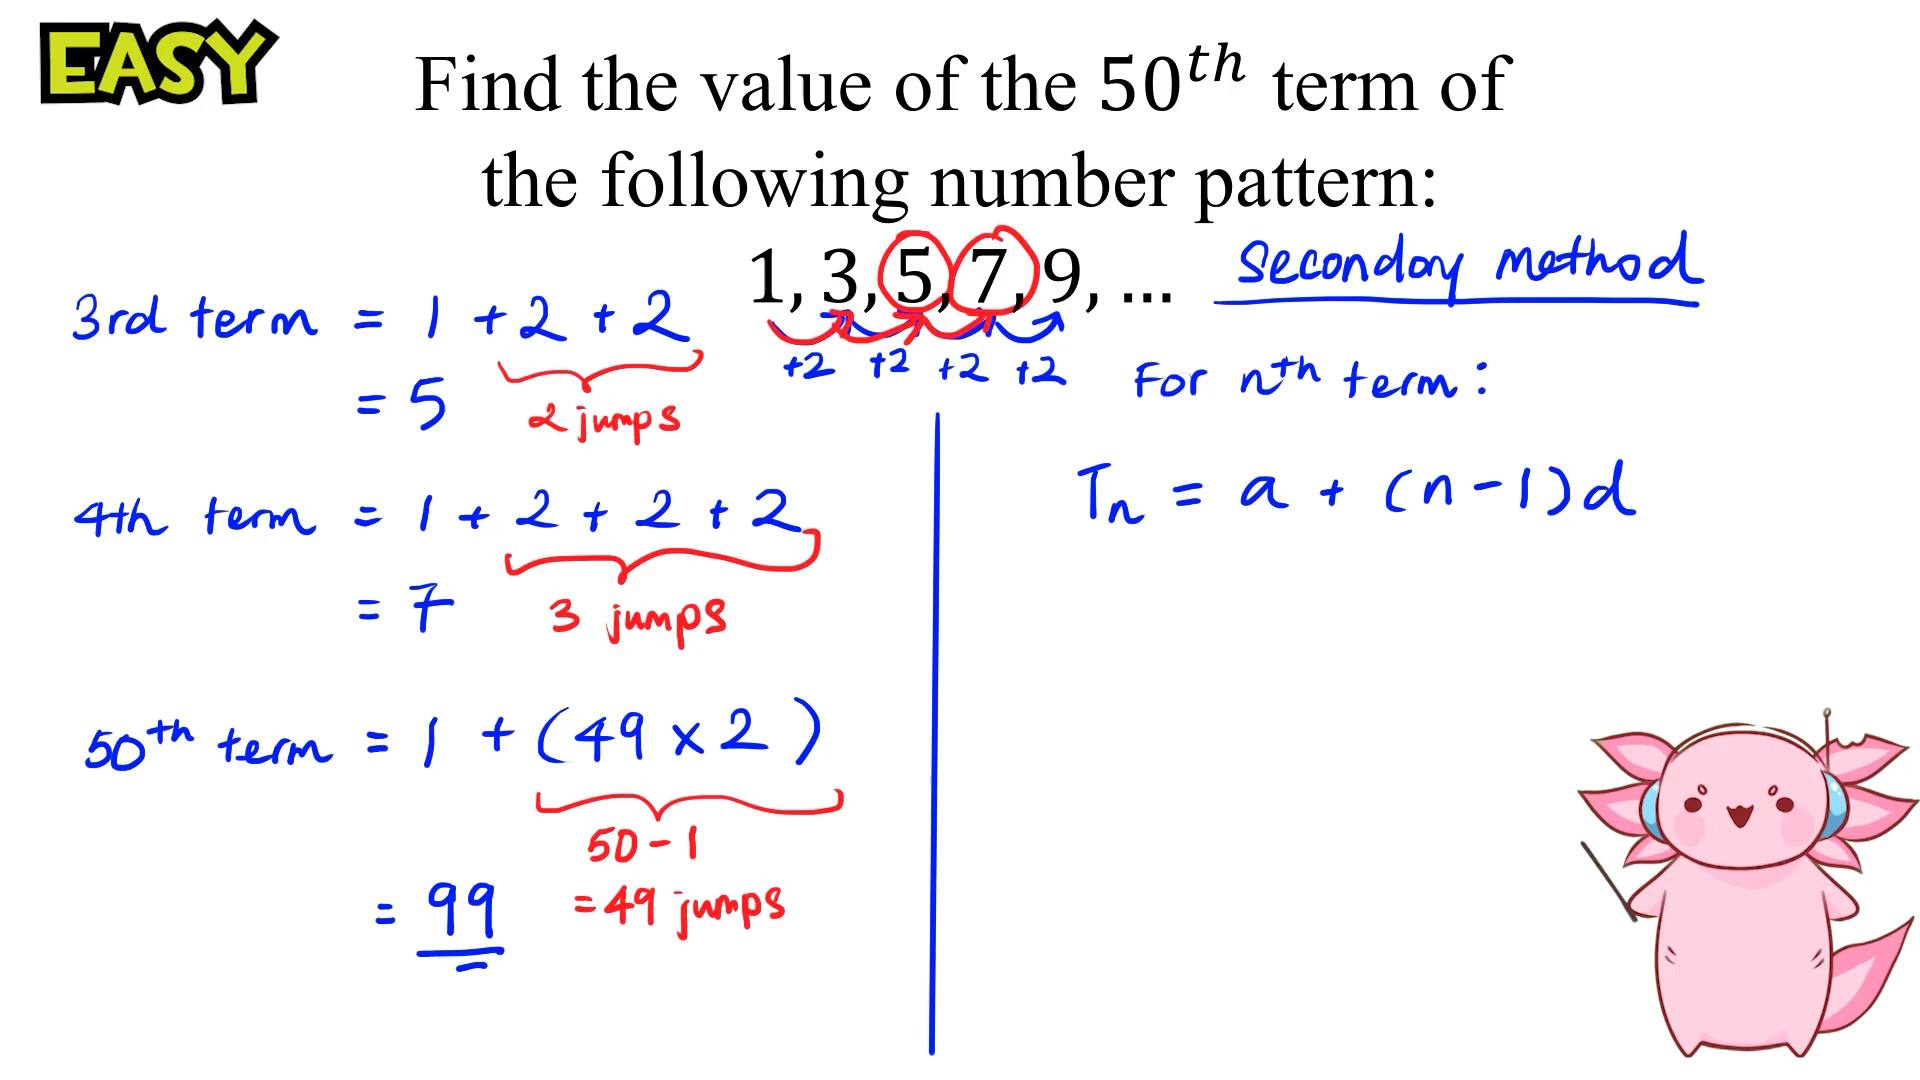 EASY
Find the value of the 50th term of
the following number pattern:
1, 3, 5, 7, 9, ...
+2 +2 +2 +2
3rd term = 1 + 2 + 2
2 jumps
= 5
4th term = 1 + 2 + 2 + 2
3 jumps
= 7
50th term = 1 + (49 × 2)
50 - 1
= 49 jumps
= 99
Secondary method
For nth term:
Tn = a + (n - 1)d